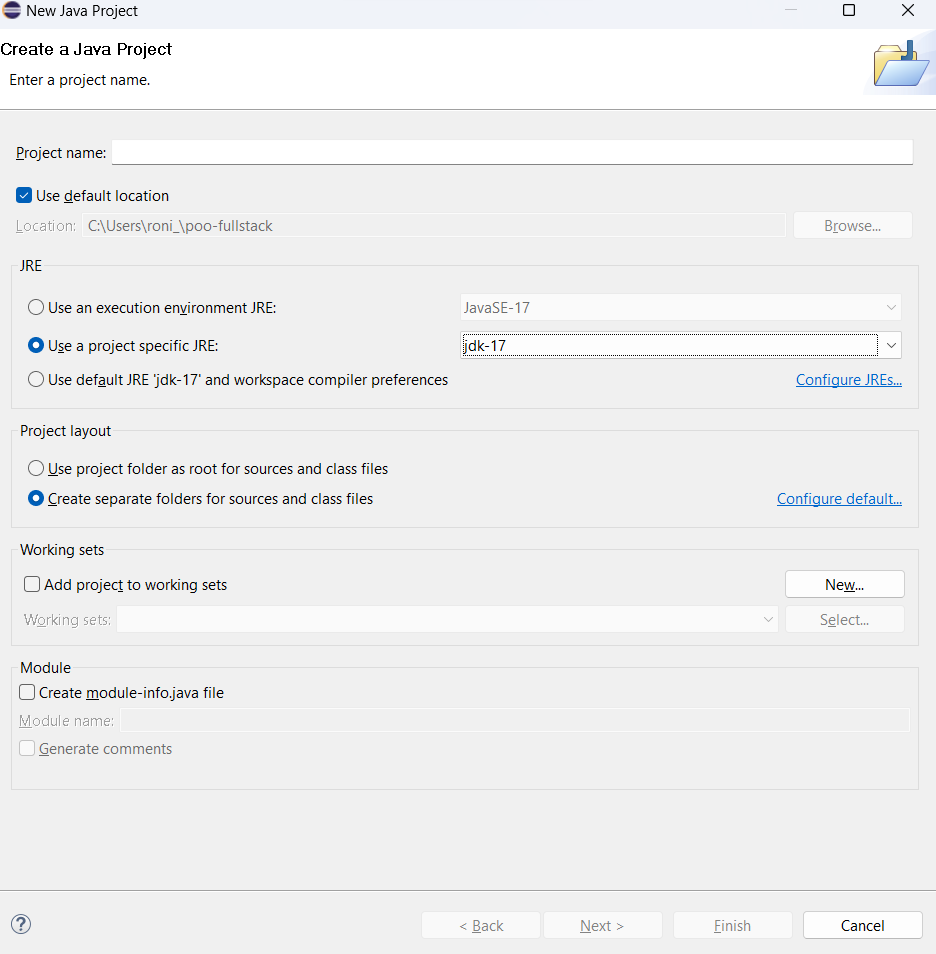 New Java Project
Create a Java Project
Enter a project name.
Project name:
Use default location
Location: C:\Users\roni_\poo-fullstack Browse...
JRE
Use an execution environment JRE: JavaSE-17
Use a project specific JRE: jdk-17
Use default JRE 'jdk-17' and workspace compiler preferences Configure JREs...
Project layout
Use project folder as root for sources and class files
Create separate folders for sources and class files Configure default...
Working sets
Add project to working sets New...
Working sets: Select...
Module
Create module-info.java file
Module name:
Generate comments
? < Back Next > Finish Cancel